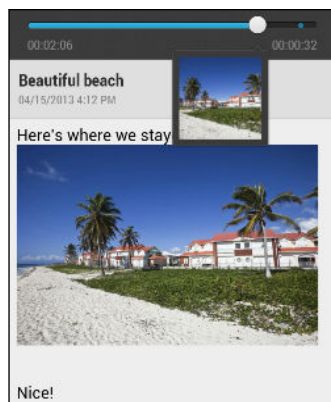 00:02:06 00:00:32
Beautiful beach
04/15/2013 4:12 PM
Here's where we stay
Nice!